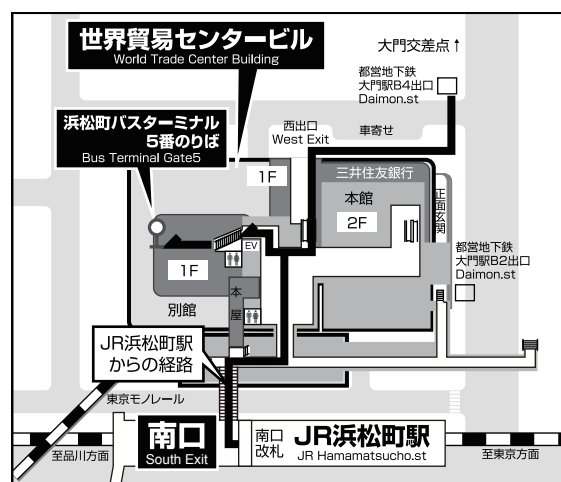 世界貿易センタービル
World Trade Center Building
大門交差点↑
都営地下鉄
大門駅B4出口
Daimon.st
浜松町バスターミナル
5番のりば
Bus Terminal Gate5
西出口
West Exit
車寄せ
1F
三井住友銀行
本館
2F
正面玄関
EV
1F
都営地下鉄
大門駅B2出口
Daimon.st
別館
本屋
JR浜松町駅
からの経路
東京モノレール
南口
South Exit
南口
改札
JR浜松町駅
JR Hamamatsucho.st
至品川方面
至東京方面